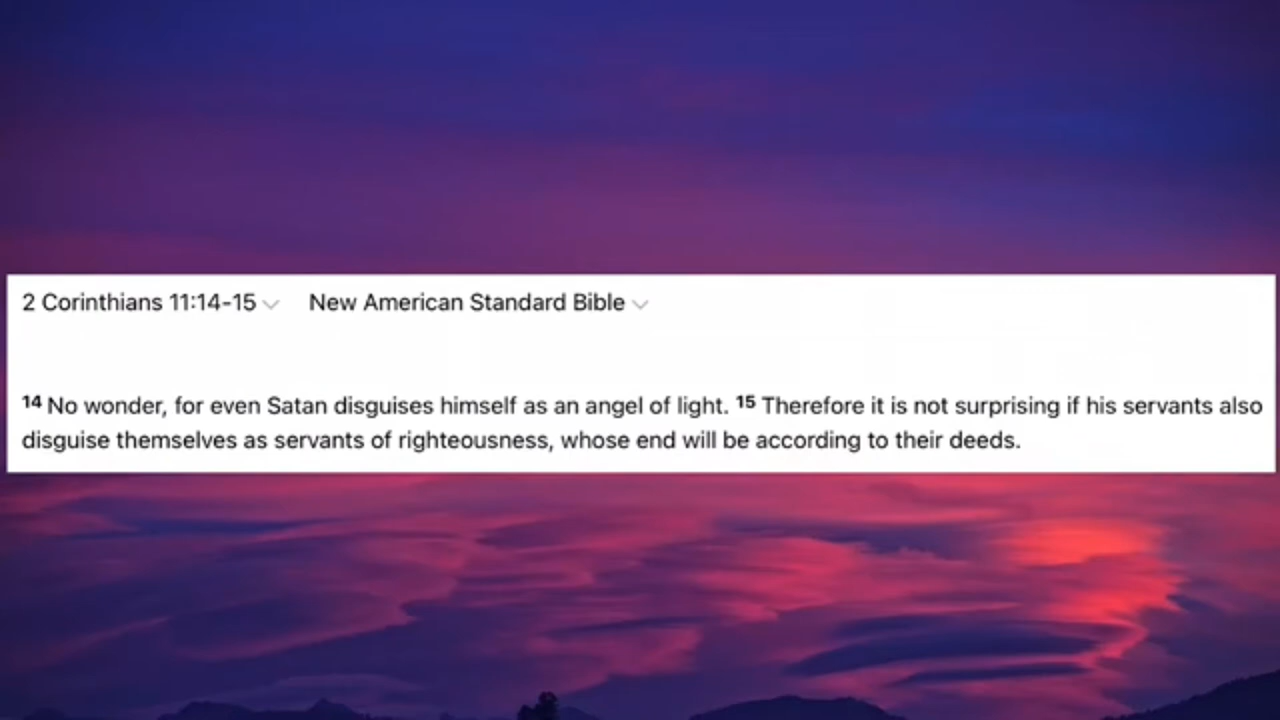 2 Corinthians 11:14-15 New American Standard Bible
14 No wonder, for even Satan disguises himself as an angel of light. 15 Therefore it is not surprising if his servants also
disguise themselves as servants of righteousness, whose end will be according to their deeds.